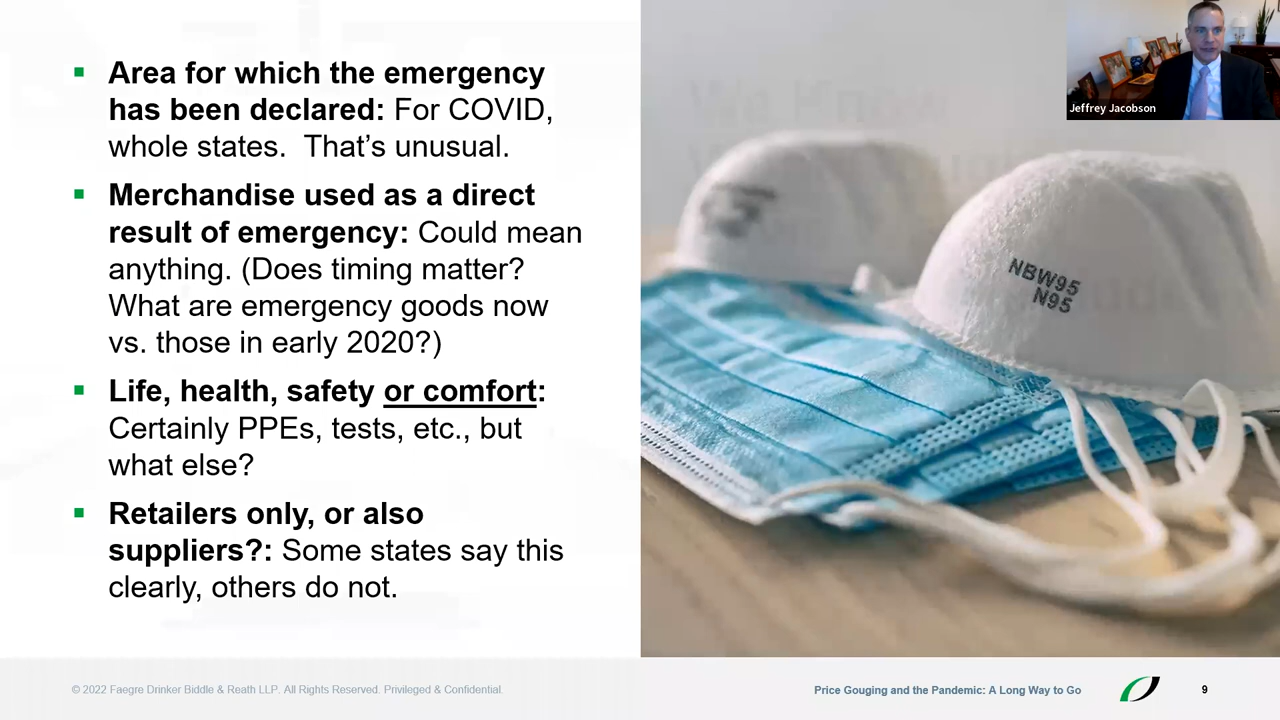 Area for which the emergency
has been declared: For COVID,
whole states.  That’s unusual.
Merchandise used as a direct
result of emergency: Could mean
anything. (Does timing matter?
What are emergency goods now
vs. those in early 2020?)
Life, health, safety or comfort:
Certainly PPEs, tests, etc., but
what else?
Retailers only, or also
suppliers?: Some states say this
clearly, others do not.
NBW95
N95
Jeffrey Jacobson
© 2022 Faegre Drinker Biddle & Reath LLP. All Rights Reserved. Privileged & Confidential.
Price Gouging and the Pandemic: A Long Way to Go
9